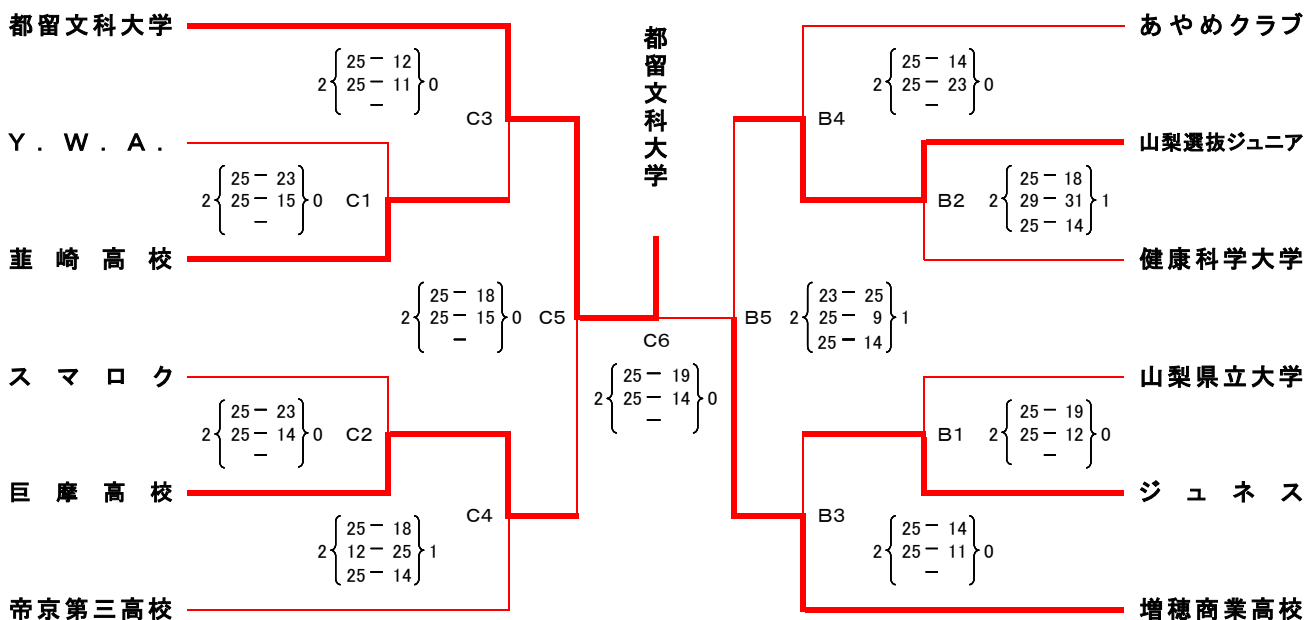 都留文科大学
2 25 - 12 0
25 - 11
-
C3
Y．W．A．
2 25 - 23 0
25 - 15
-
C1
韮崎高校
2 25 - 18 0
25 - 15
-
C5
スマロク
2 25 - 23 0
25 - 14
-
C2
巨摩高校
C4
2 25 - 18 1
12 - 25
25 - 14
帝京第三高校
都留文科大学
C6
2 25 - 19 0
25 - 14
-
あやめクラブ
2 25 - 14 0
25 - 23
-
B4
山梨選抜ジュニア
B2
2 25 - 18 1
29 - 31
25 - 14
健康科学大学
B5
2 23 - 25 1
25 - 9
25 - 14
山梨県立大学
B1
2 25 - 19 0
25 - 12
-
ジュネス
B3
2 25 - 14 0
25 - 11
-
増穂商業高校